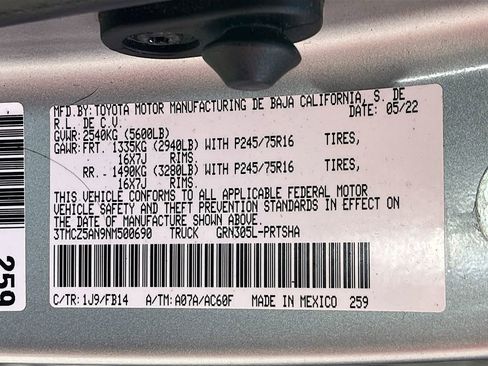 MFD. BY: TOYOTA MOTOR MANUFACTURING DE BAJA CALIFORNIA, S. DE
R. L. DE C.V. DATE: 05/22
GVWR: 2540KG (5600LB)
GAWR: FRT. 1335KG (2940LB) WITH P245/75R16 TIRES,
16X7J RIMS
RR. 1490KG (3280LB) WITH P245/75R16 TIRES,
16X7J RIMS
THIS VEHICLE CONFORMS TO ALL APPLICABLE FEDERAL MOTOR
VEHICLE SAFETY AND THEFT PREVENTION STANDARDS IN EFFECT ON
THE DATE OF MANUFACTURE SHOWN ABOVE.
3TMCZ5AN9NM500690 TRUCK GRN305L-PRTSHA
C/TR: 1J9/FB14 A/TM: A07A/AC60F MADE IN MEXICO 259
259